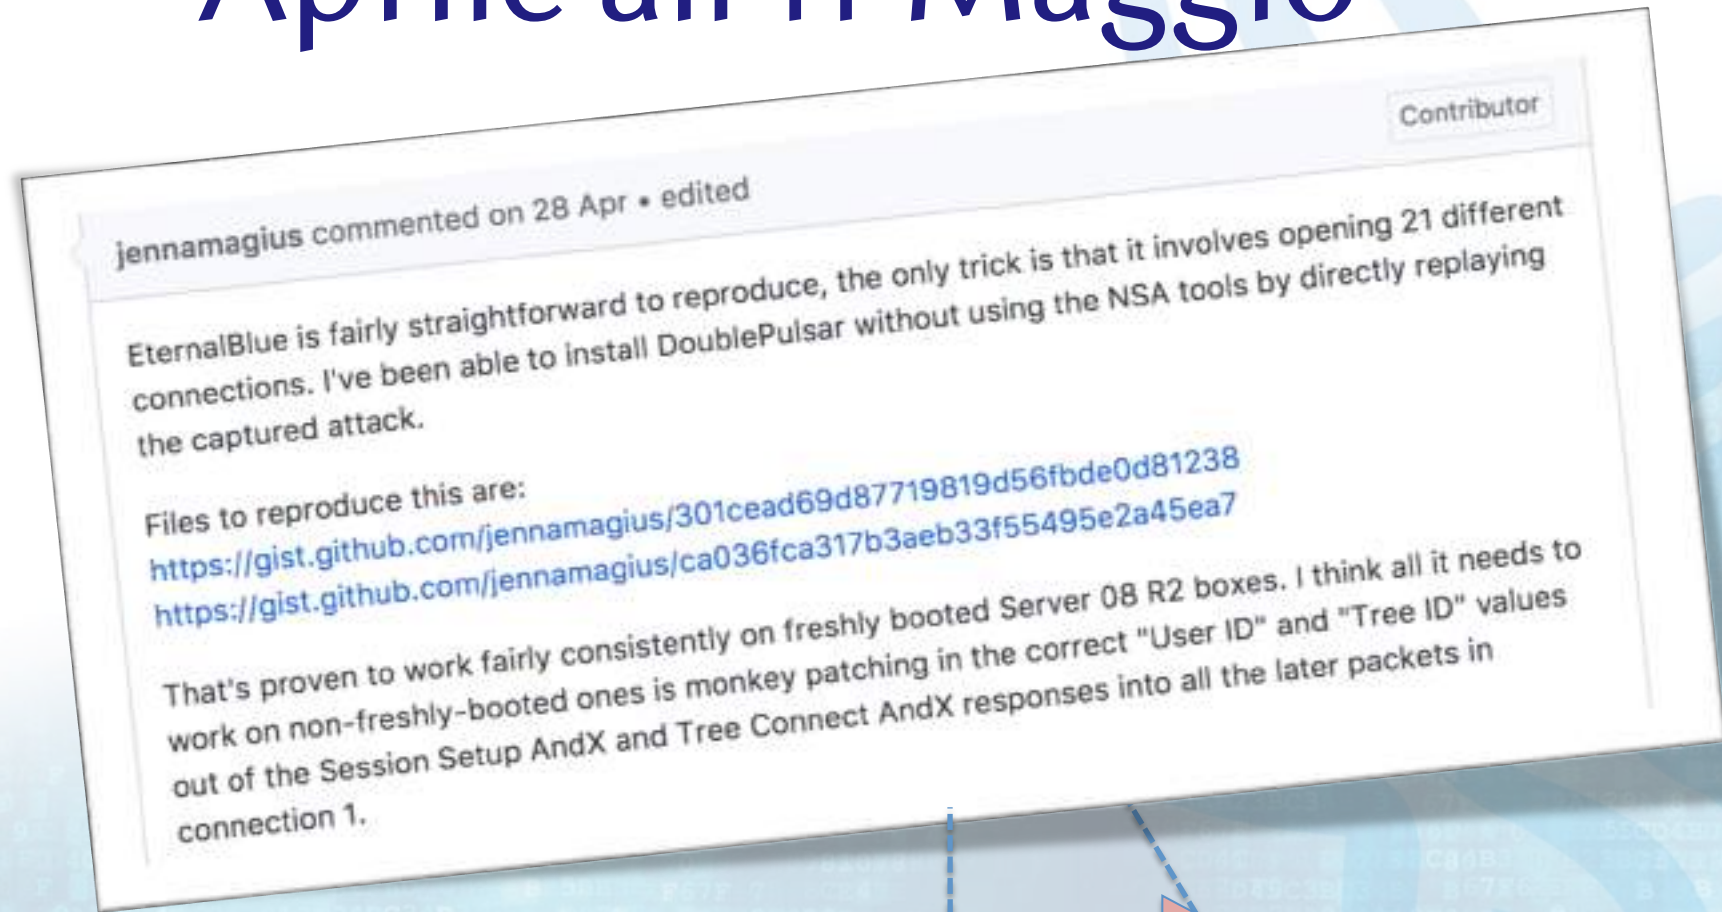 Aprile all'11 Maggio
Contributor
jennamagius commented on 28 Apr • edited
EternalBlue is fairly straightforward to reproduce, the only trick is that it involves opening 21 different
connections. I've been able to install DoublePulsar without using the NSA tools by directly replaying
the captured attack.
Files to reproduce this are:
https://gist.github.com/jennamagius/301cead69d87719819d56fbde0d81238
https://gist.github.com/jennamagius/ca036fca317b3aeb33f55495e2a45ea7
That's proven to work fairly consistently on freshly booted Server 08 R2 boxes. I think all it needs to
work on non-freshly-booted ones is monkey patching in the correct "User ID" and "Tree ID" values
out of the Session Setup AndX and Tree Connect AndX responses into all the later packets in
connection 1.